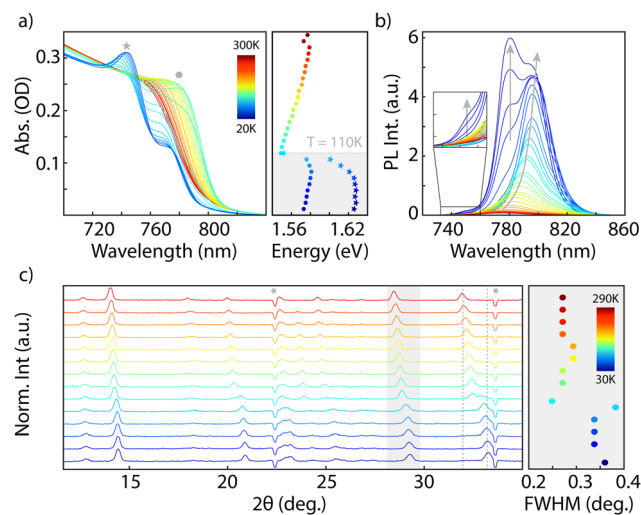 a)
Abs. (OD)
0.3
0.2
0.1
300K
20K
720
760
800
Wavelength (nm)
T = 110K
1.56
1.62
Energy (eV)
b)
PL Int. (a.u.)
6
5
4
3
2
1
0
740
780
820
860
Wavelength (nm)
c)
Norm. Int (a.u.)
*
*
15
20
25
30
2θ (deg.)
290K
30K
0.2
0.3
0.4
FWHM (deg.)